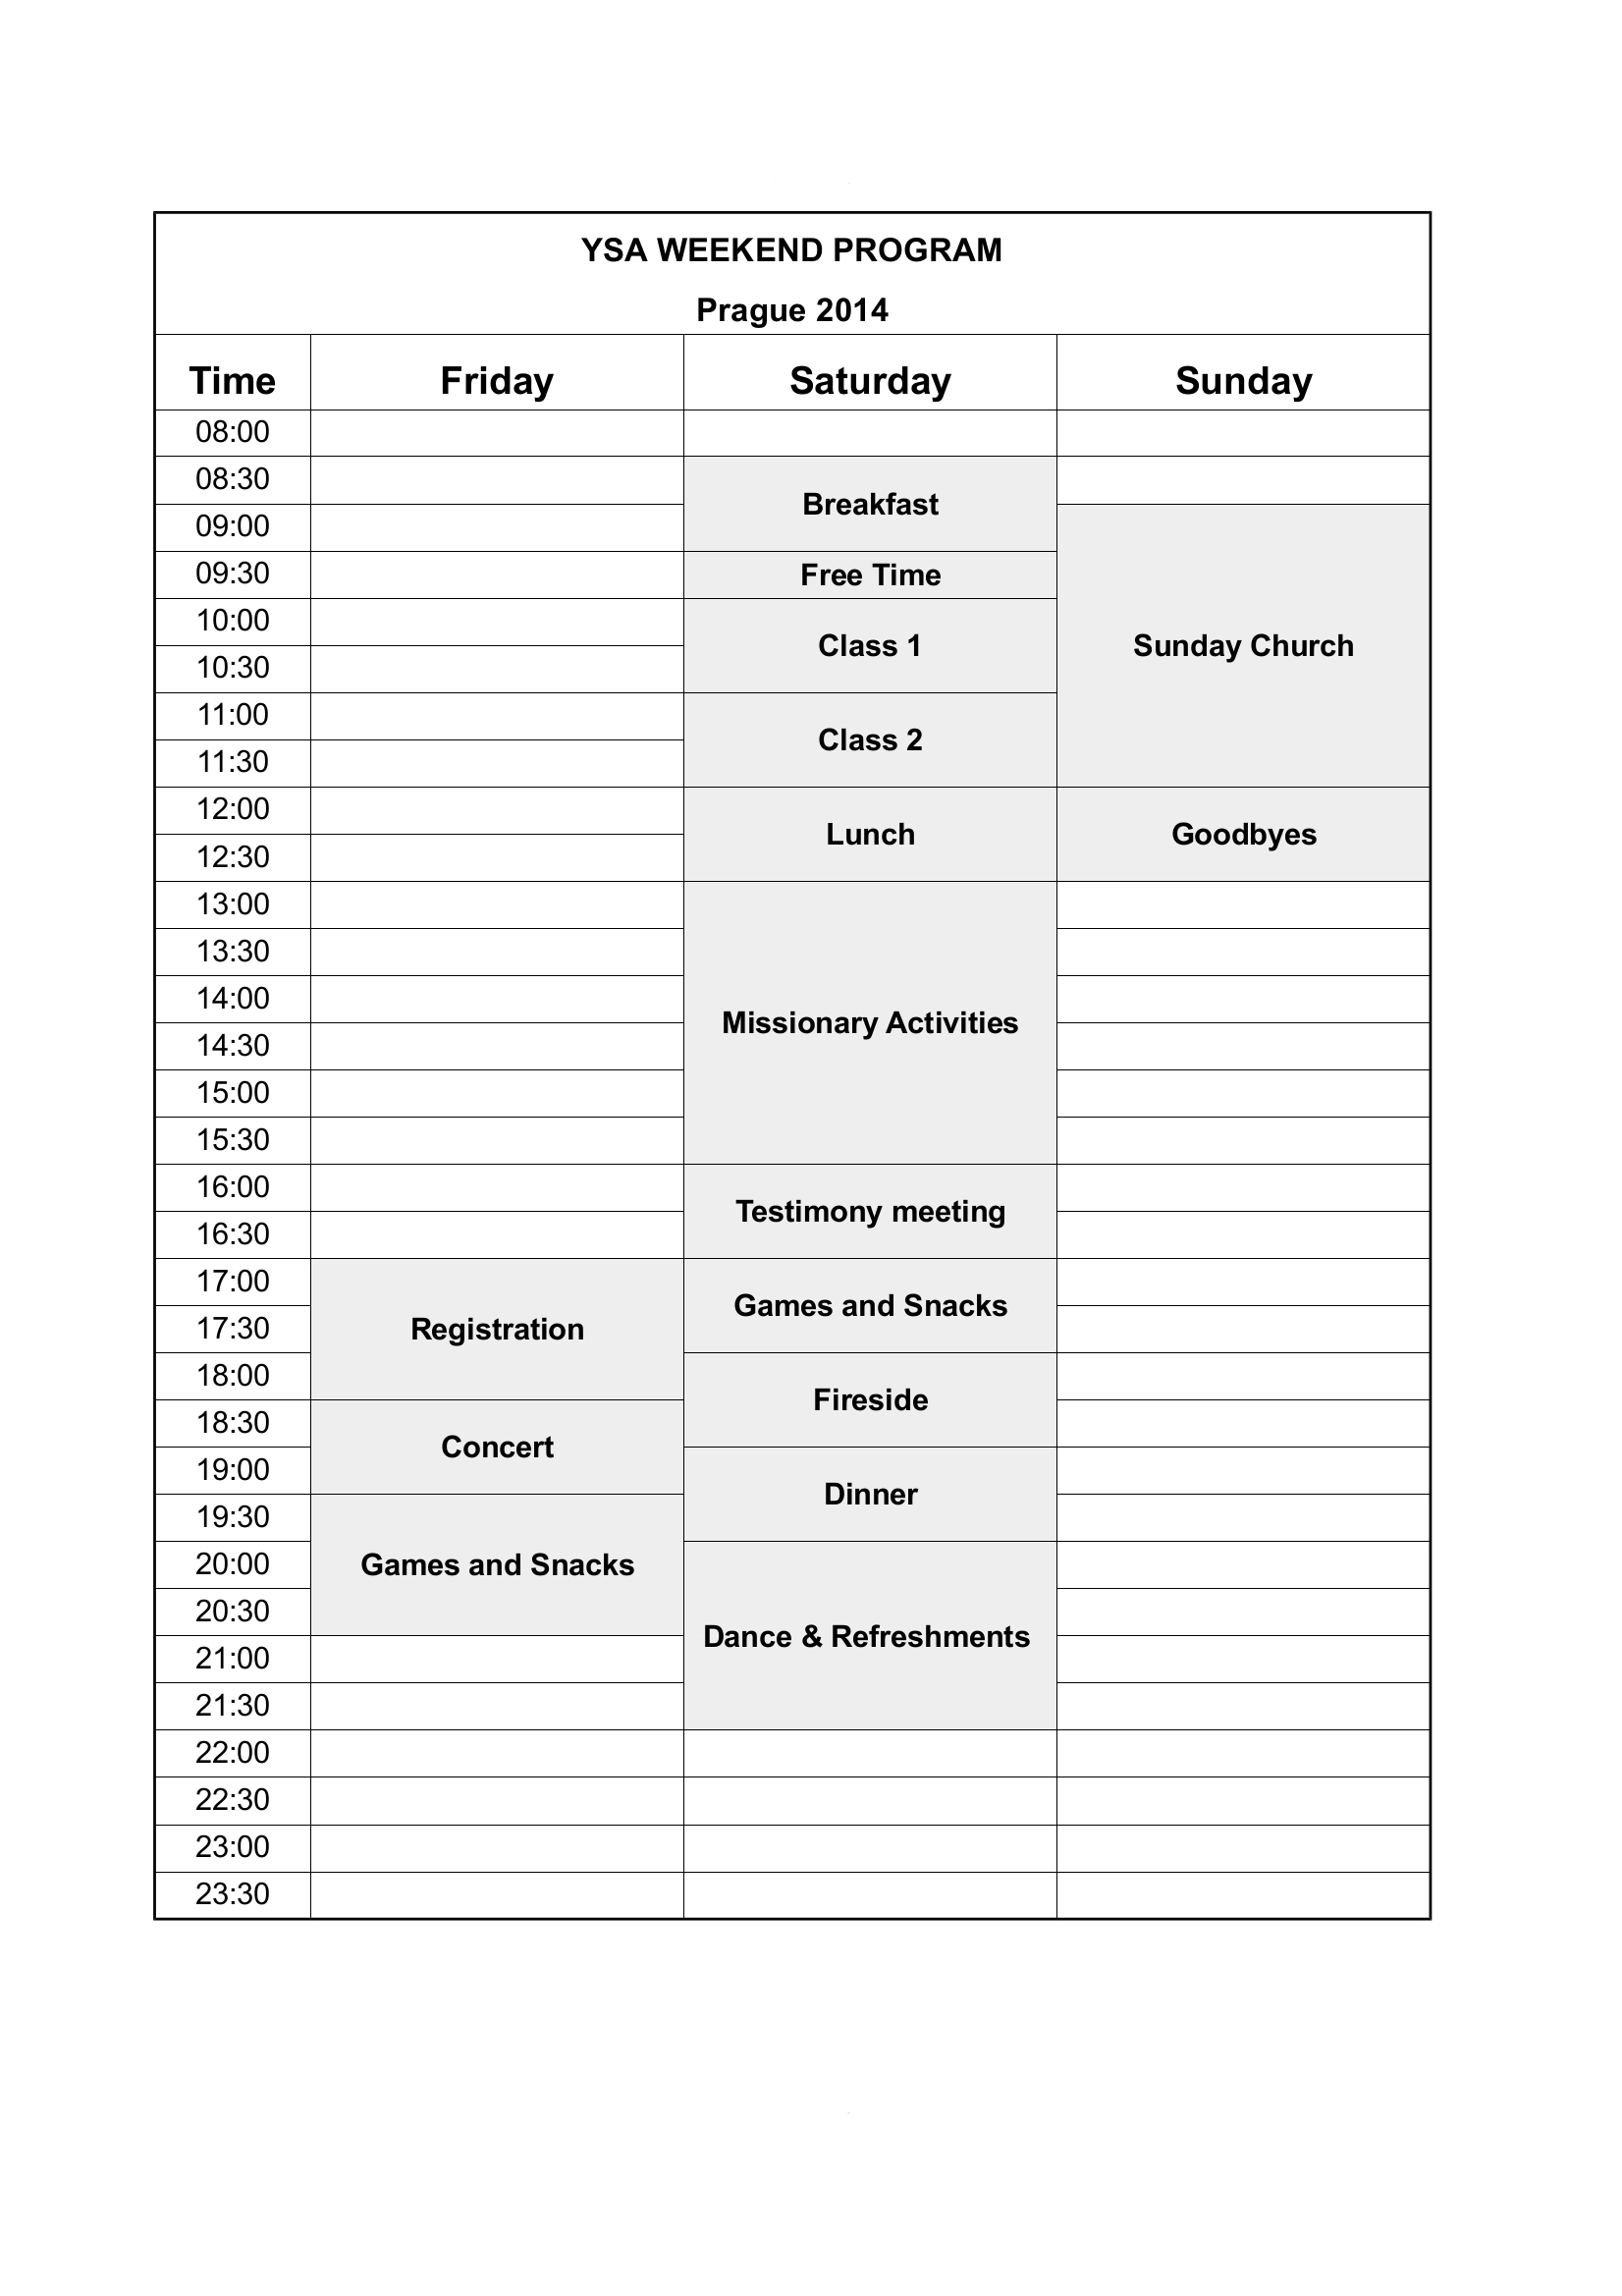 YSA WEEKEND PROGRAM
Prague 2014
Time Friday Saturday Sunday
08:00
08:30
Breakfast
09:00
09:30 Free Time
10:00
Class 1 Sunday Church
10:30
11:00
Class 2
11:30
12:00
Lunch Goodbyes
12:30
13:00
13:30
14:00
Missionary Activities
14:30
15:00
15:30
16:00
Testimony meeting
16:30
17:00
Games and Snacks
17:30 Registration
18:00
Fireside
18:30
Concert
19:00
Dinner
19:30
20:00 Games and Snacks
20:30
Dance & Refreshments
21:00
21:30
22:00
22:30
23:00
23:30